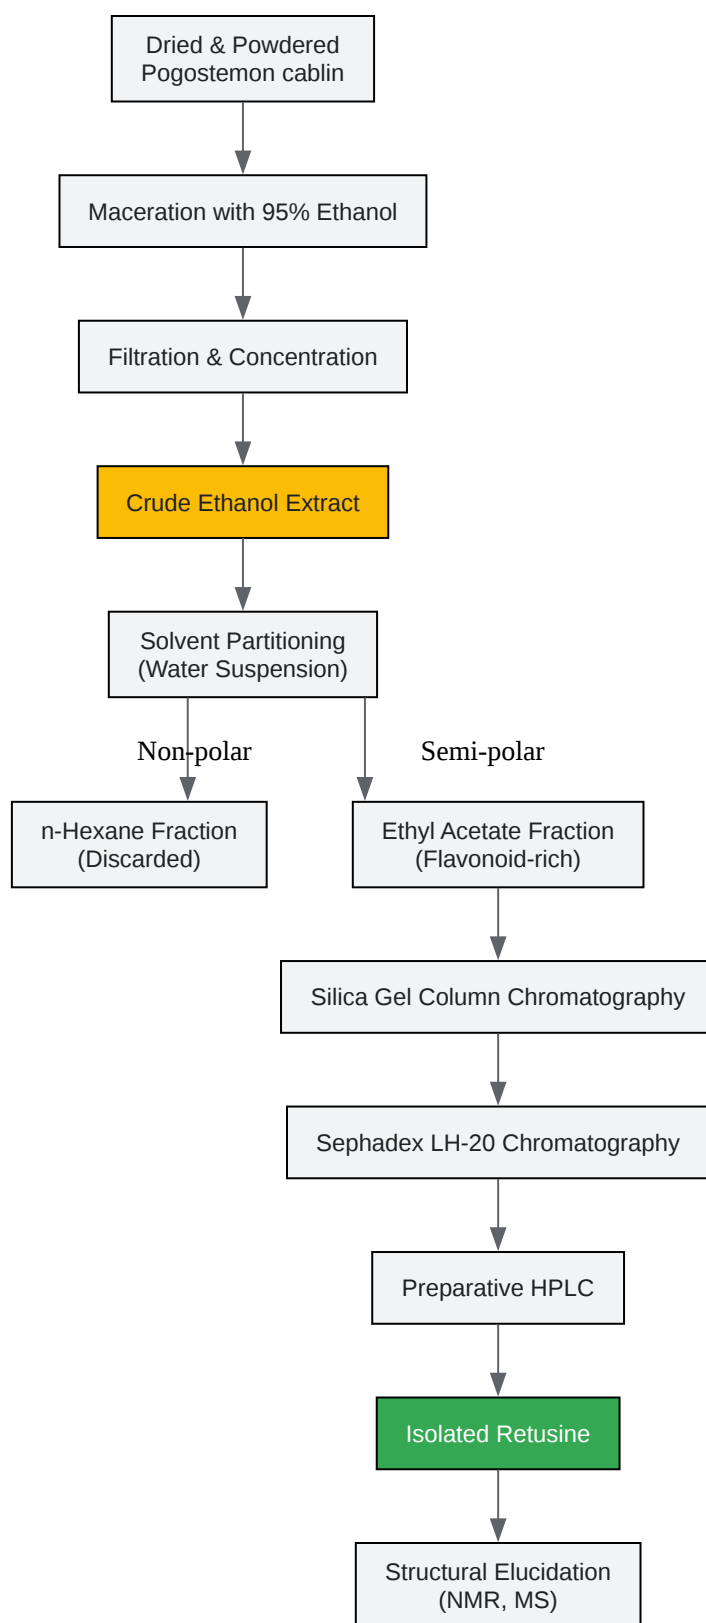 Dried & Powdered
Pogostemon cablin
Maceration with 95% Ethanol
Filtration & Concentration
Crude Ethanol Extract
Solvent Partitioning
(Water Suspension)
Non-polar
Semi-polar
n-Hexane Fraction
(Discarded)
Ethyl Acetate Fraction
(Flavonoid-rich)
Silica Gel Column Chromatography
Sephadex LH-20 Chromatography
Preparative HPLC
Isolated Retusine
Structural Elucidation
(NMR, MS)